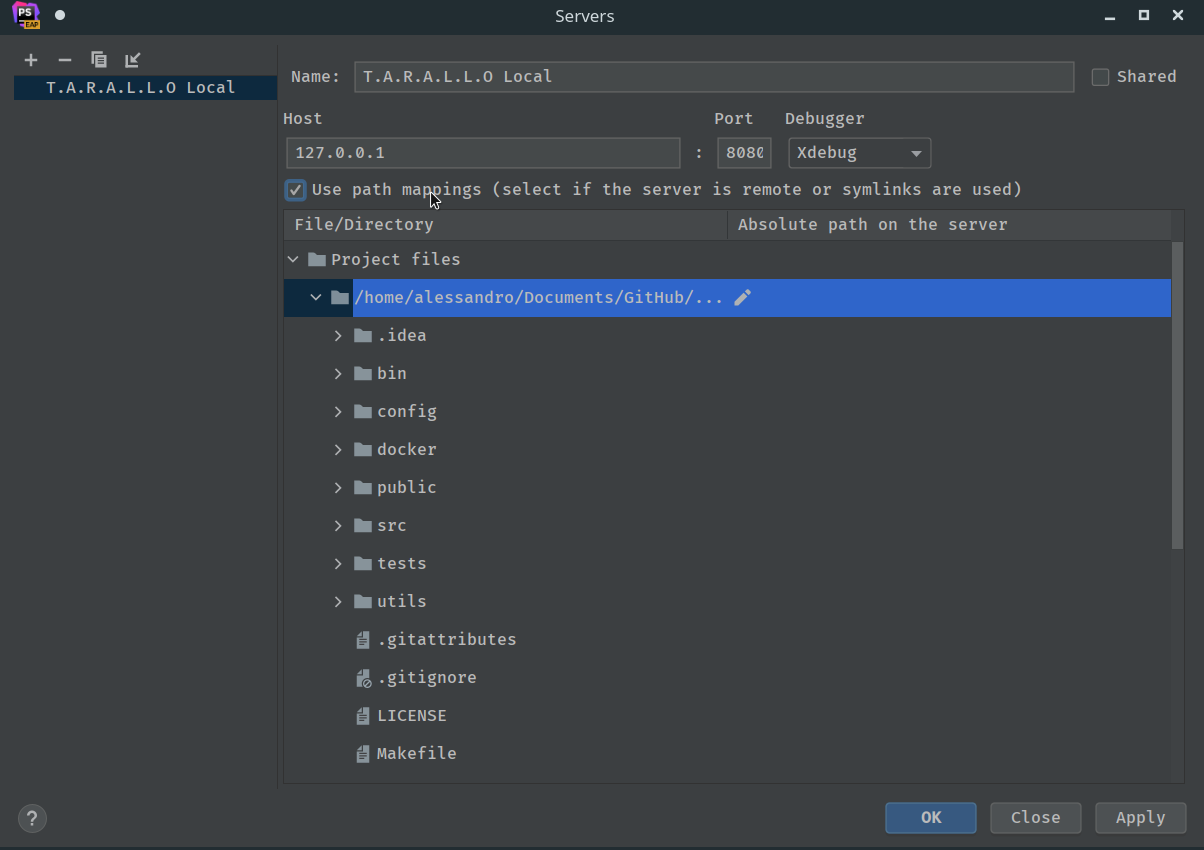 PS
EAP
Servers
T.A.R.A.L.L.O Local
Name: T.A.R.A.L.L.O Local Shared
Host Port Debugger
127.0.0.1 : 8080 Xdebug
Use path mappings (select if the server is remote or symlinks are used)
File/Directory Absolute path on the server
Project files
/home/alessandro/Documents/GitHub/...
.idea
bin
config
docker
public
src
tests
utils
.gitattributes
.gitignore
LICENSE
Makefile
? OK Close Apply